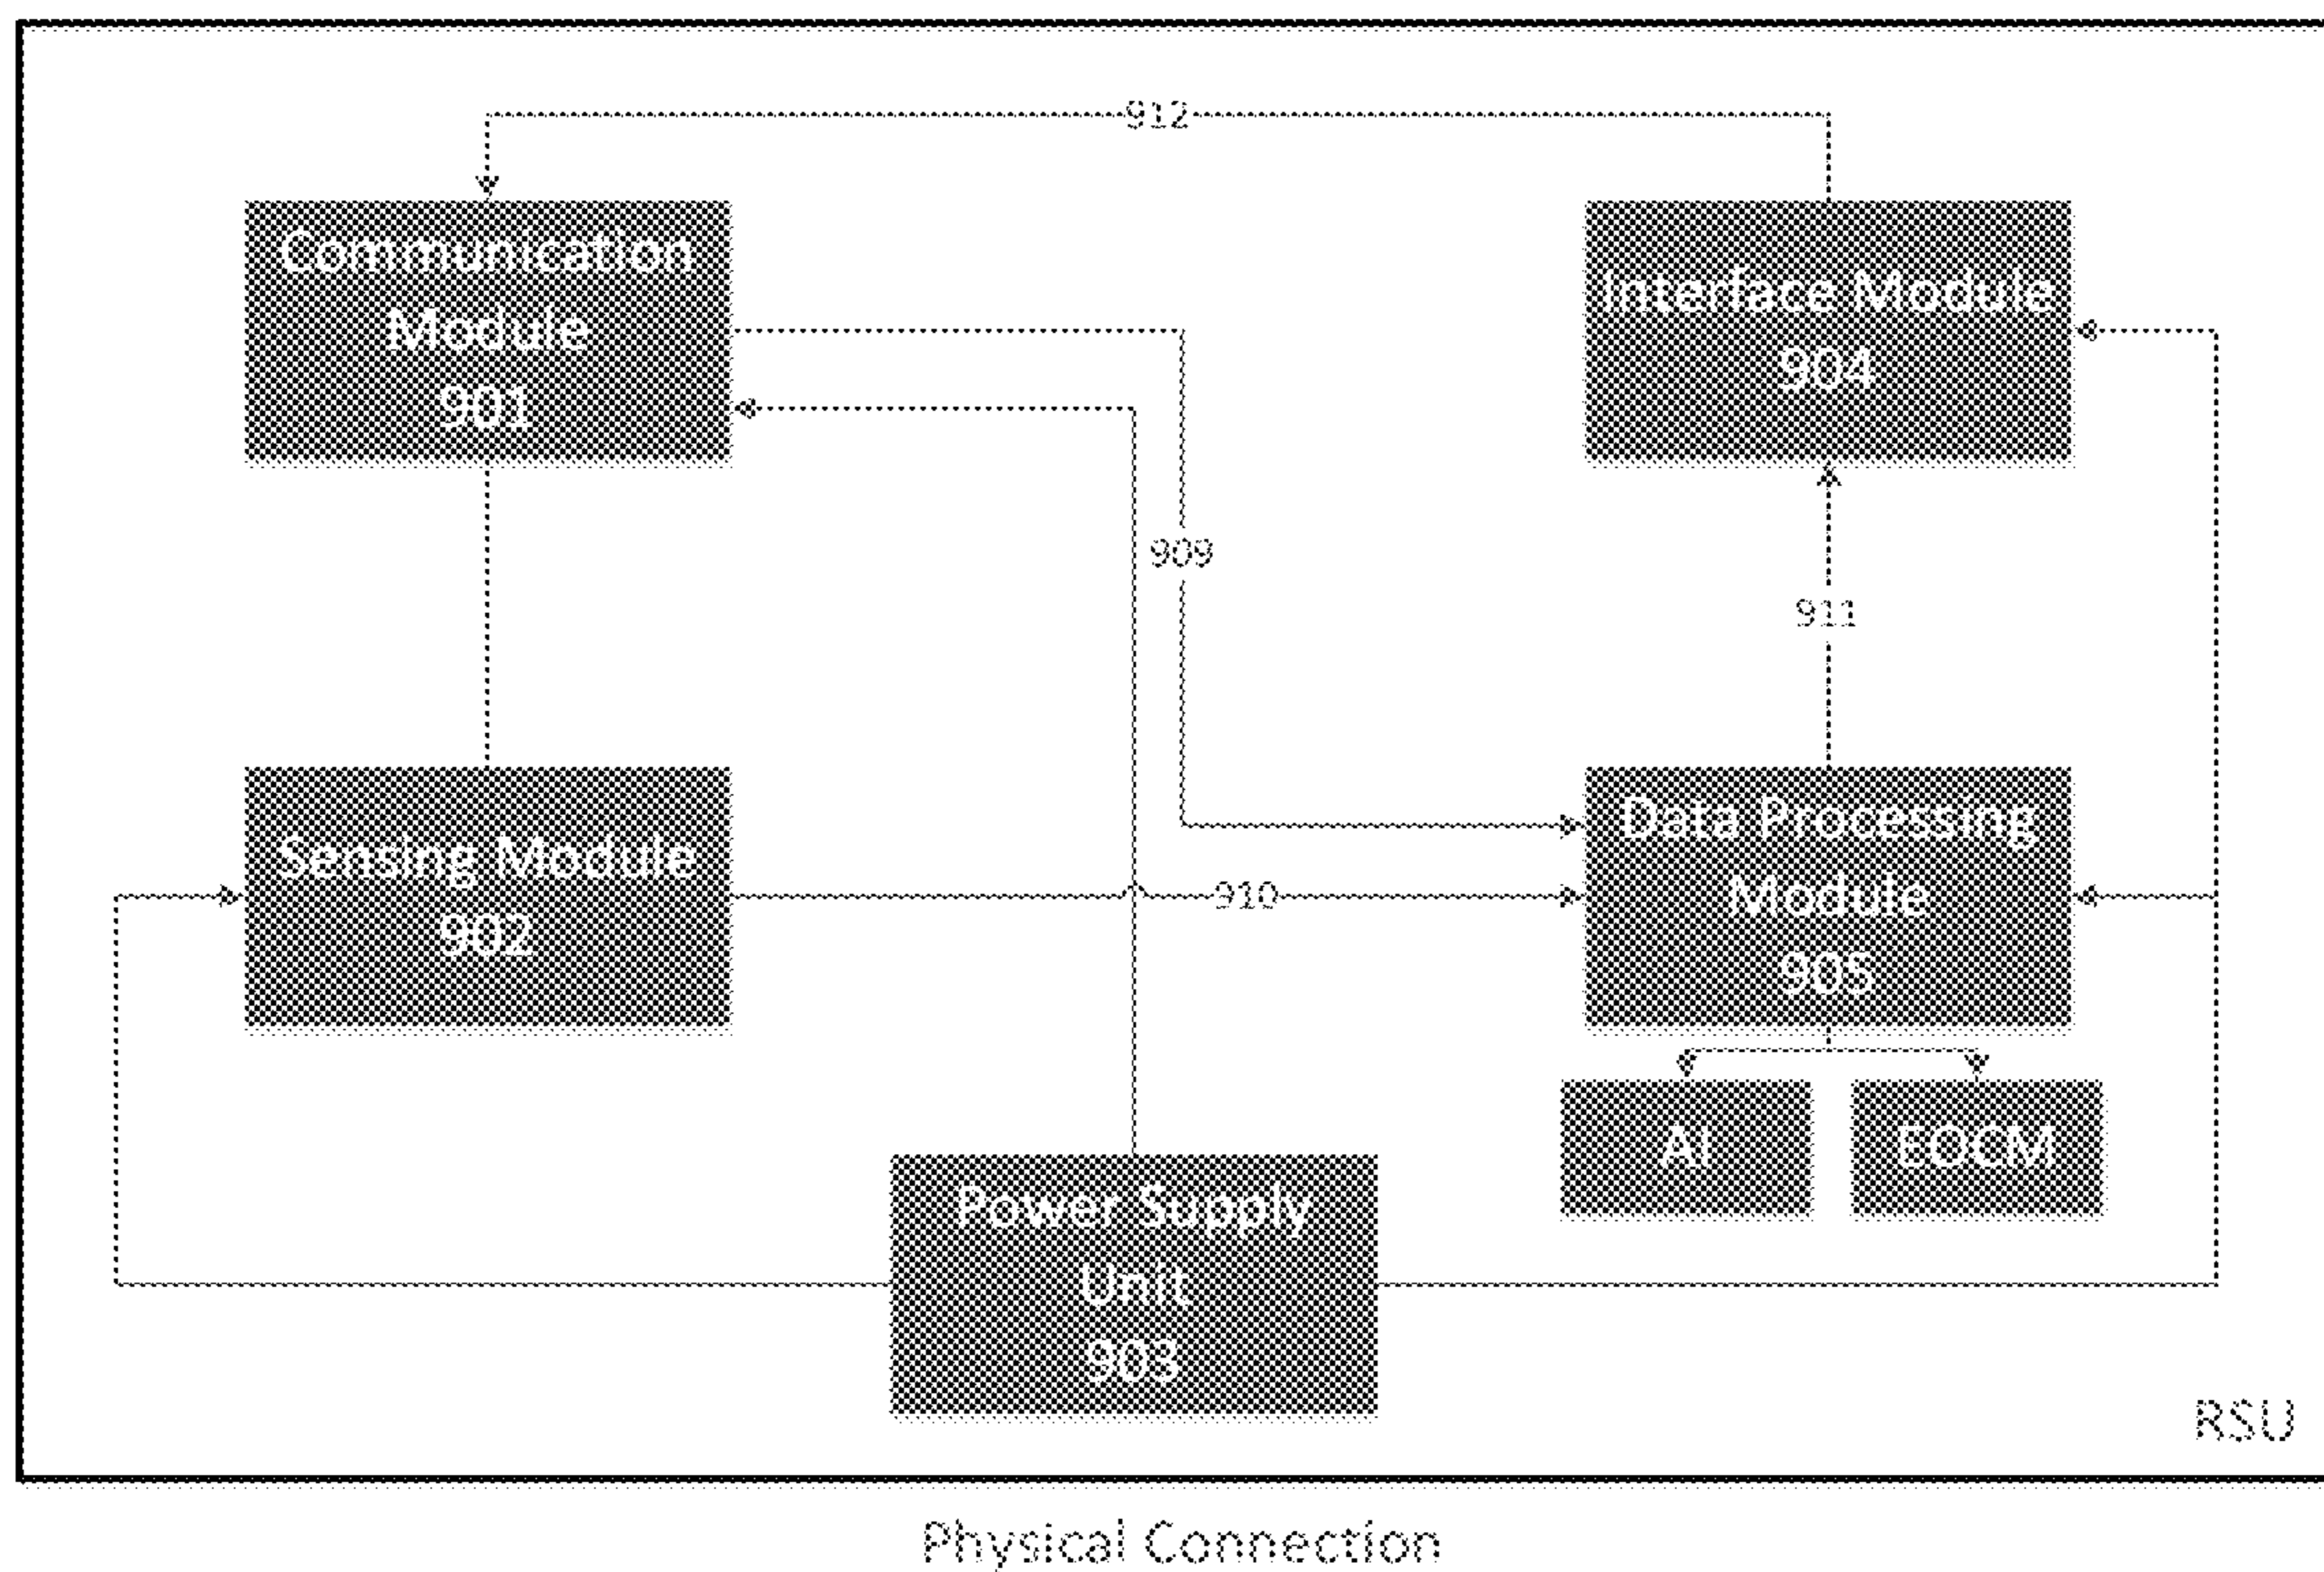 912
Communication
Module
901
Interface Module
904
909
911
Sensing Module
902
910
Data Processing
Module
905
AI
EOCM
Power Supply
Unit
903
RSU
Physical Connection